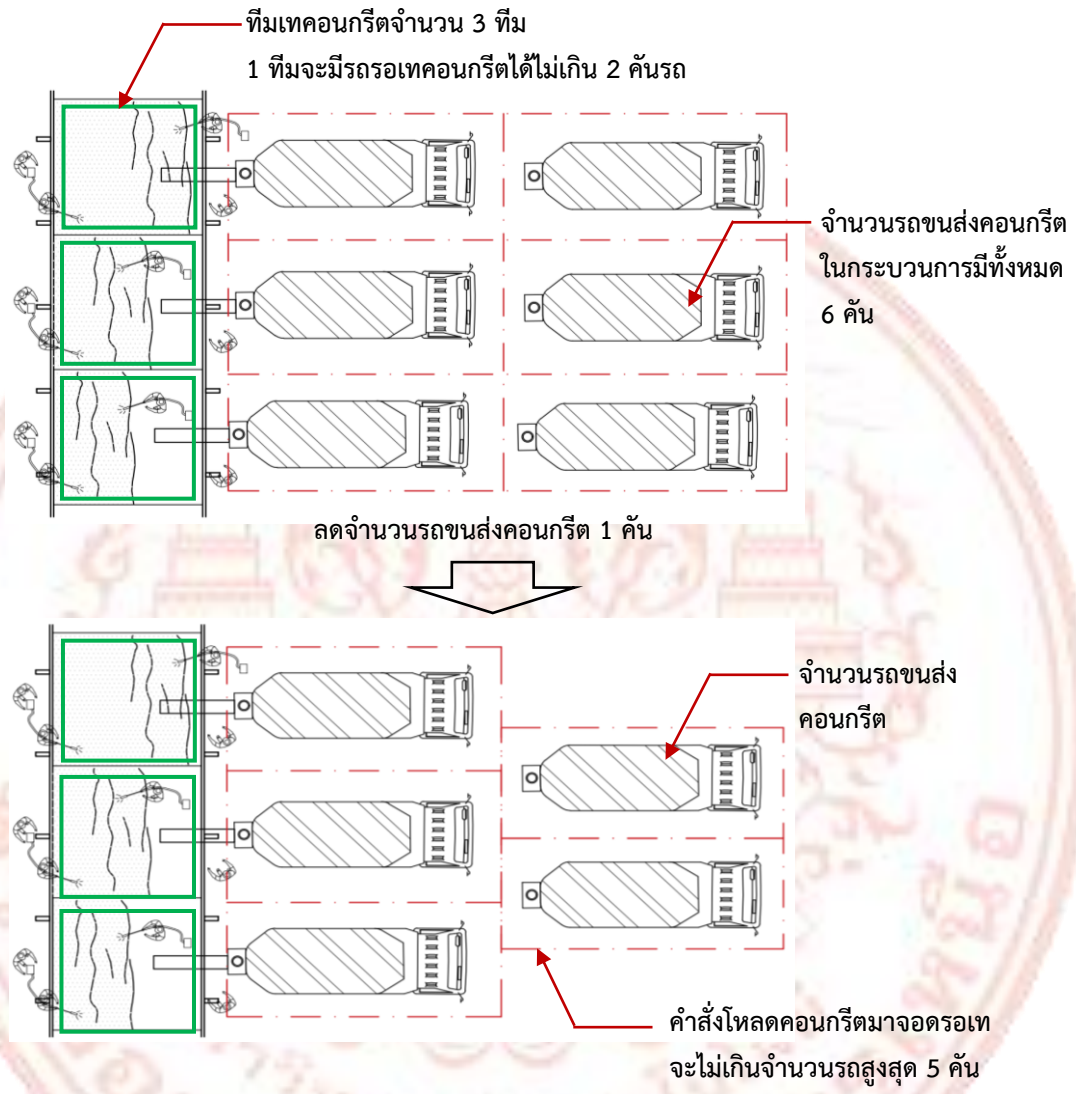 ทีมเทคอนกรีตจำนวน 3 ทีม
1 ทีมจะมีรถรอเทคอนกรีตได้ไม่เกิน 2 คันรถ
จำนวนรถขนส่งคอนกรีต
ในกระบวนการมีทั้งหมด
6 คัน
ลดจำนวนรถขนส่งคอนกรีต 1 คัน
จำนวนรถขนส่ง
คอนกรีต
คำสั่งโหลดคอนกรีตมาจอดรอเท
จะไม่เกินจำนวนรถสูงสุด 5 คัน